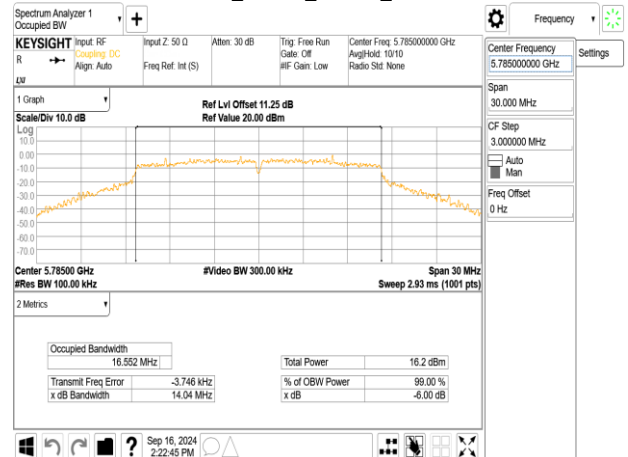 Spectrum Analyzer 1
Occupied BW
Frequency
KEYSIGHT
R
LXI
Input: RF
Coupling: DC
Align: Auto
Input Z: 50 Ω
Freq Ref: Int (S)
Atten: 30 dB
Trig: Free Run
Gate: Off
#IF Gain: Low
Center Freq: 5.785000000 GHz
Avg|Hold: 10/10
Radio Std: None
Center Frequency
5.785000000 GHz
Settings
Span
30.000 MHz
CF Step
3.000000 MHz
Auto
Man
Freq Offset
0 Hz
1 Graph
Ref Lvl Offset 11.25 dB
Scale/Div 10.0 dB
Ref Value 20.00 dBm
Log
10.0
0.00
-10.0
-20.0
-30.0
-40.0
-50.0
-60.0
-70.0
Center 5.78500 GHz
#Video BW 300.00 kHz
Span 30 MHz
#Res BW 100.00 kHz
Sweep 2.93 ms (1001 pts)
2 Metrics
Occupied Bandwidth
16.552 MHz
Total Power 16.2 dBm
Transmit Freq Error -3.746 kHz
% of OBW Power 99.00 %
x dB Bandwidth 14.04 MHz
x dB -6.00 dB
?
Sep 16, 2024
2:22:45 PM